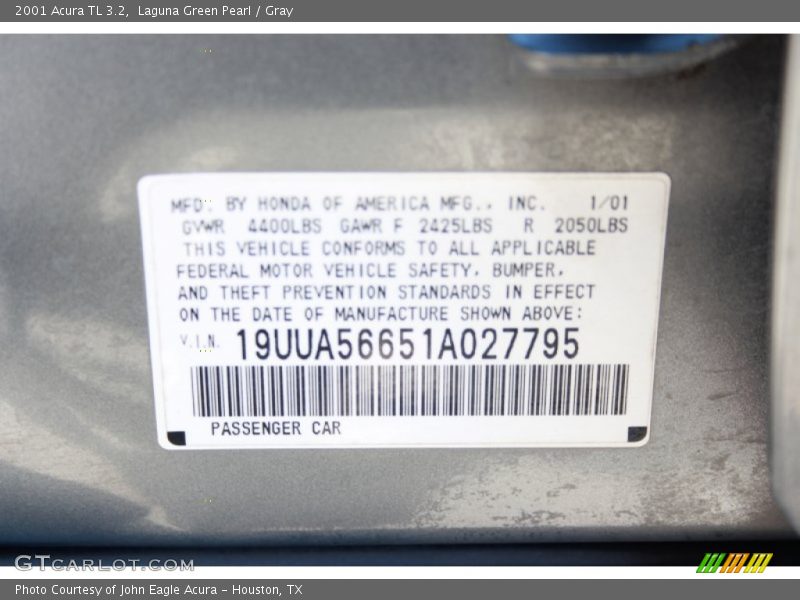 2001 Acura TL 3.2,  Laguna Green Pearl / Gray
MFD. BY HONDA OF AMERICA MFG., INC. 1/01
GVWR 4400LBS GAWR F 2425LBS R 2050LBS
THIS VEHICLE CONFORMS TO ALL APPLICABLE
FEDERAL MOTOR VEHICLE SAFETY, BUMPER,
AND THEFT PREVENTION STANDARDS IN EFFECT
ON THE DATE OF MANUFACTURE SHOWN ABOVE:
V.I.N. 19UUA56651A027795
PASSENGER CAR
GTCARLOT.COM
Photo Courtesy of John Eagle Acura - Houston, TX